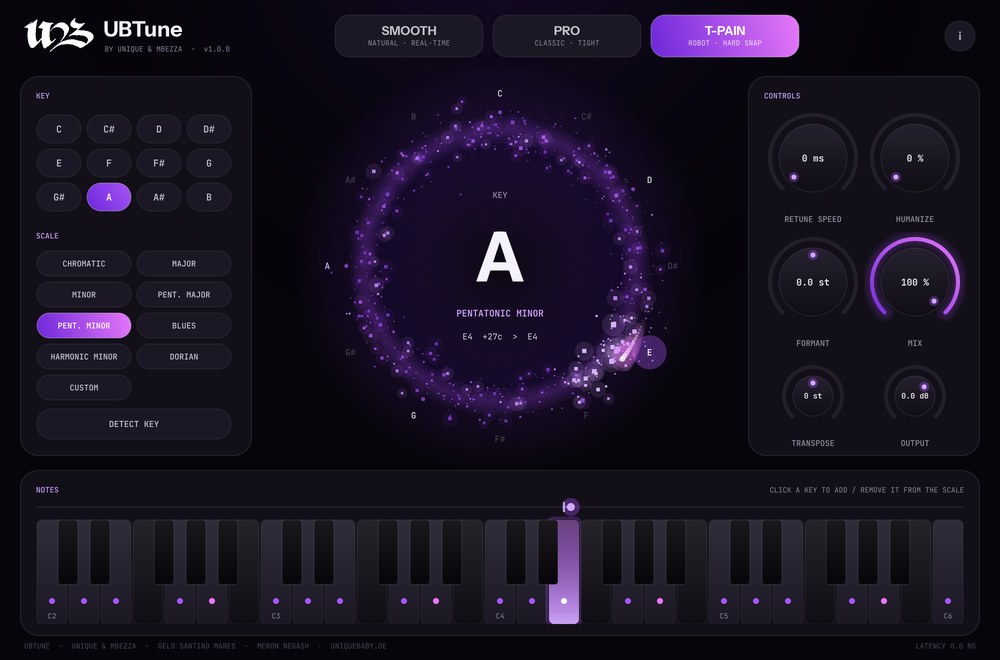 UB UBTune
BY UNIQUE & MBEZZA · v1.0.0
SMOOTH
NATURAL · REAL-TIME
PRO
CLASSIC · TIGHT
T-PAIN
ROBOT · HARD SNAP
i
KEY
C C# D D#
E F F# G
G# A A# B
SCALE
CHROMATIC MAJOR
MINOR PENT. MAJOR
PENT. MINOR BLUES
HARMONIC MINOR DORIAN
CUSTOM
DETECT KEY
C
B C#
A# D
A D#
G# E
G F
F#
KEY
A
PENTATONIC MINOR
E4 +27c > E4
CONTROLS
0 ms 0 %
RETUNE SPEED HUMANIZE
0.0 st 100 %
FORMANT MIX
0 st 0.0 dB
TRANSPOSE OUTPUT
NOTES
CLICK A KEY TO ADD / REMOVE IT FROM THE SCALE
C2 C3 C4 C5 C6
UBTUNE · UNIQUE & MBEZZA · GELO SANTINO MARES · MERON NEGASH · UNIQUEBABY.DE
LATENCY 0.0 MS